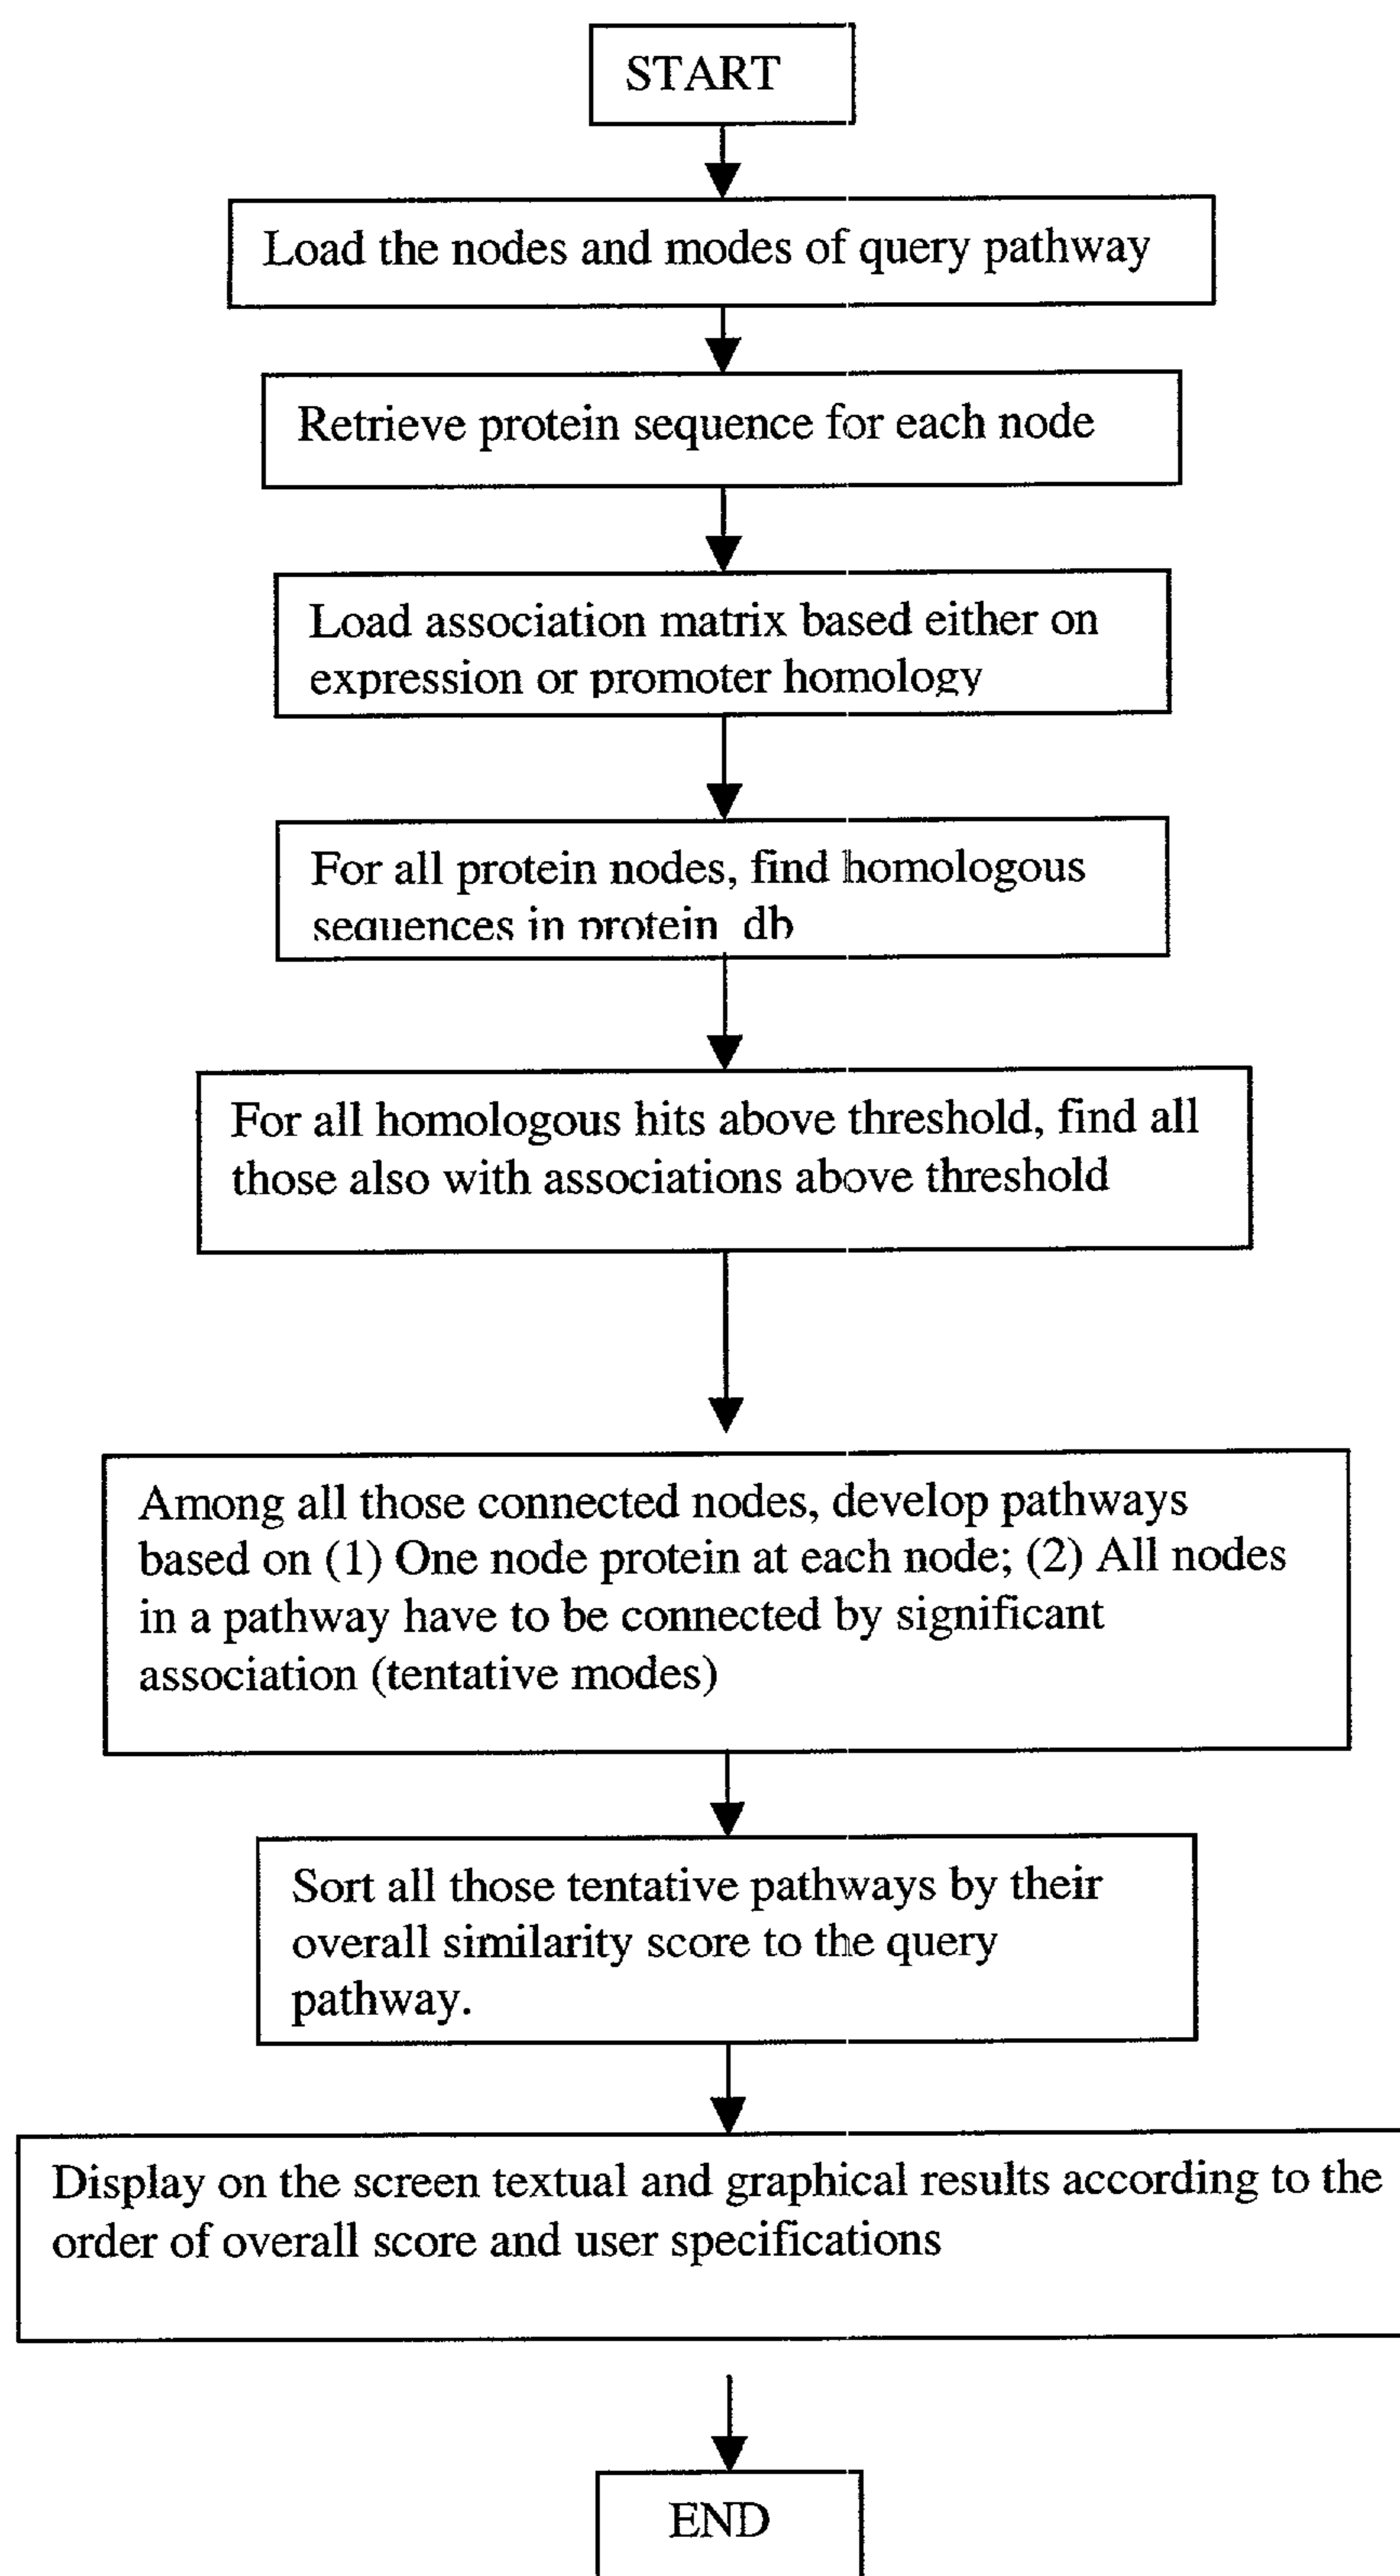 START
Load the nodes and modes of query pathway
Retrieve protein sequence for each node
Load association matrix based either on
expression or promoter homology
For all protein nodes, find homologous
sequences in protein_db
For all homologous hits above threshold, find all
those also with associations above threshold
Among all those connected nodes, develop pathways
based on (1) One node protein at each node; (2) All nodes
in a pathway have to be connected by significant
association (tentative modes)
Sort all those tentative pathways by their
overall similarity score to the query
pathway.
Display on the screen textual and graphical results according to the
order of overall score and user specifications
END